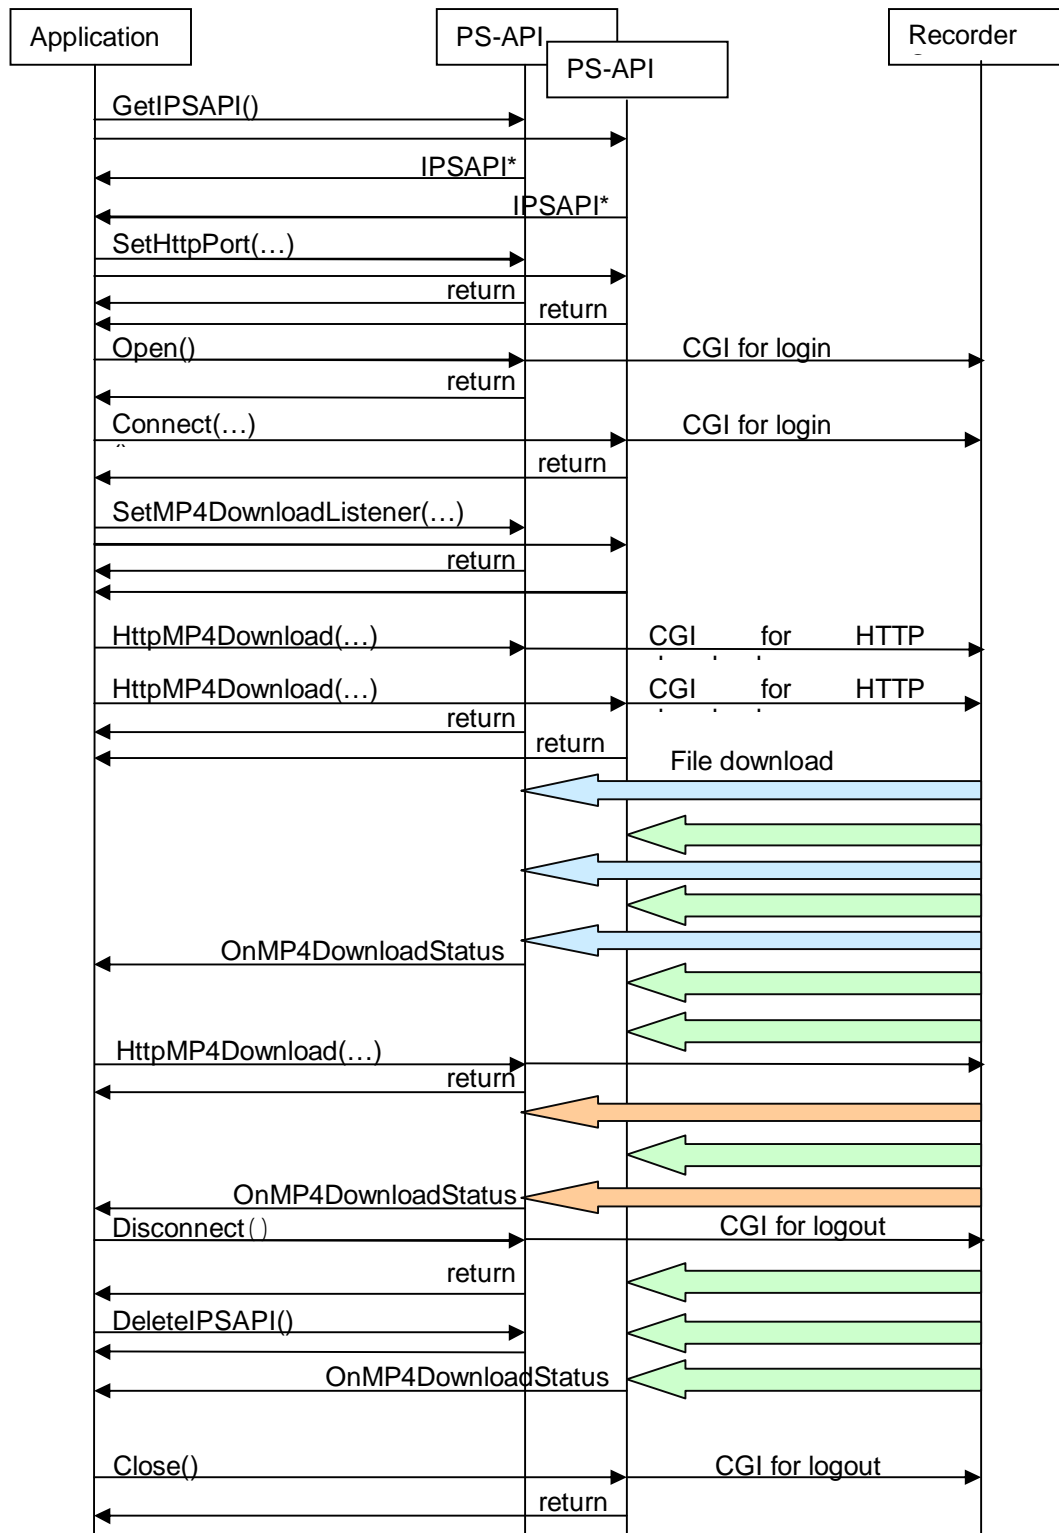 Application
PS-API
PS-API
Recorder
GetIPSAPI()
IPSAPI*
IPSAPI*
SetHttpPort(…)
return
return
Open()
CGI for login
return
Connect(…)
CGI for login
return
SetMP4DownloadListener(…)
return
HttpMP4Download(…)
CGI for HTTP
HttpMP4Download(…)
CGI for HTTP
return
return
File download
OnMP4DownloadStatus
HttpMP4Download(…)
return
OnMP4DownloadStatus
Disconnect()
CGI for logout
return
DeleteIPSAPI()
OnMP4DownloadStatus
Close()
CGI for logout
return